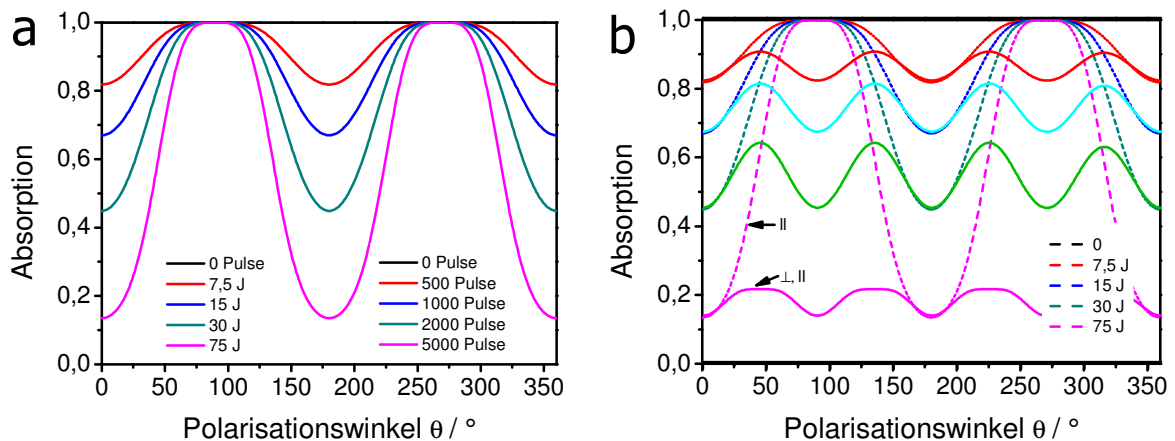 a
1,0
0,8
0,6
0,4
0,2
0,0
Absorption
0 Pulse
7,5 J
15 J
30 J
75 J
0 Pulse
500 Pulse
1000 Pulse
2000 Pulse
5000 Pulse
0 50 100 150 200 250 300 350
Polarisationswinkel θ / °
b
1,0
0,8
0,6
0,4
0,2
0,0
Absorption
||
⊥, ||
0
7,5 J
15 J
30 J
75 J
0 50 100 150 200 250 300 350
Polarisationswinkel θ / °